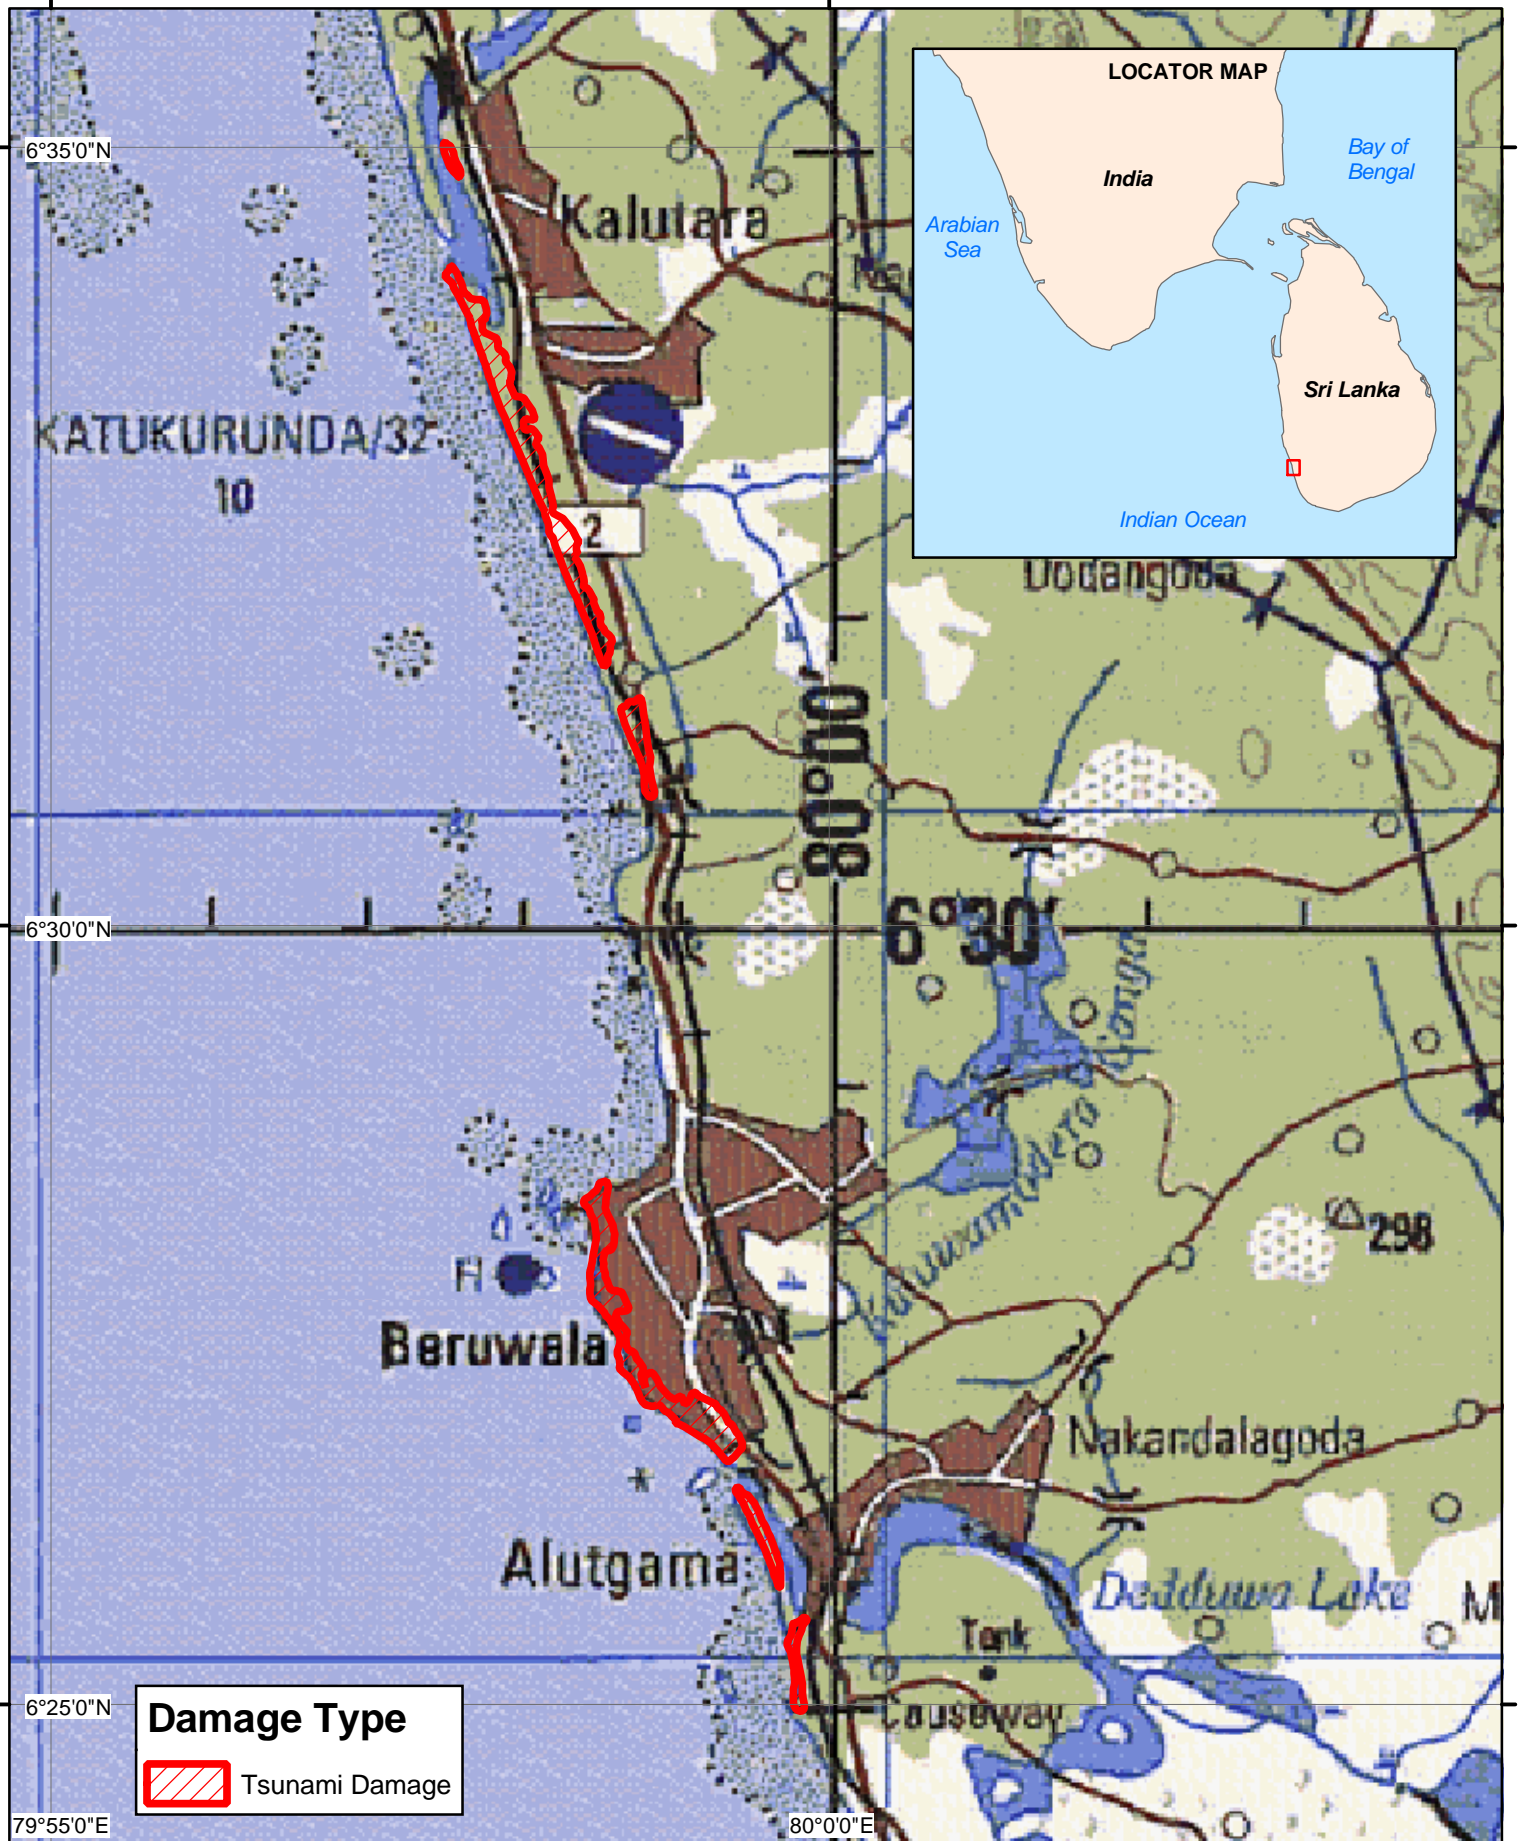 LOCATOR MAP
India
Bay of
Bengal
Arabian
Sea
Sri Lanka
Indian Ocean
6°35'0"N
Kalutara
KATUKURUNDA/32
10
2
Dodangoda
80°00'
6°30'
6°30'0"N
Ganga
298
H
Beruwala
Nakandalagoda
Alutgama
Dedduwa Lake
M
Tank
Causeway
6°25'0"N
Damage Type
Tsunami Damage
79°55'0"E
80°0'0"E